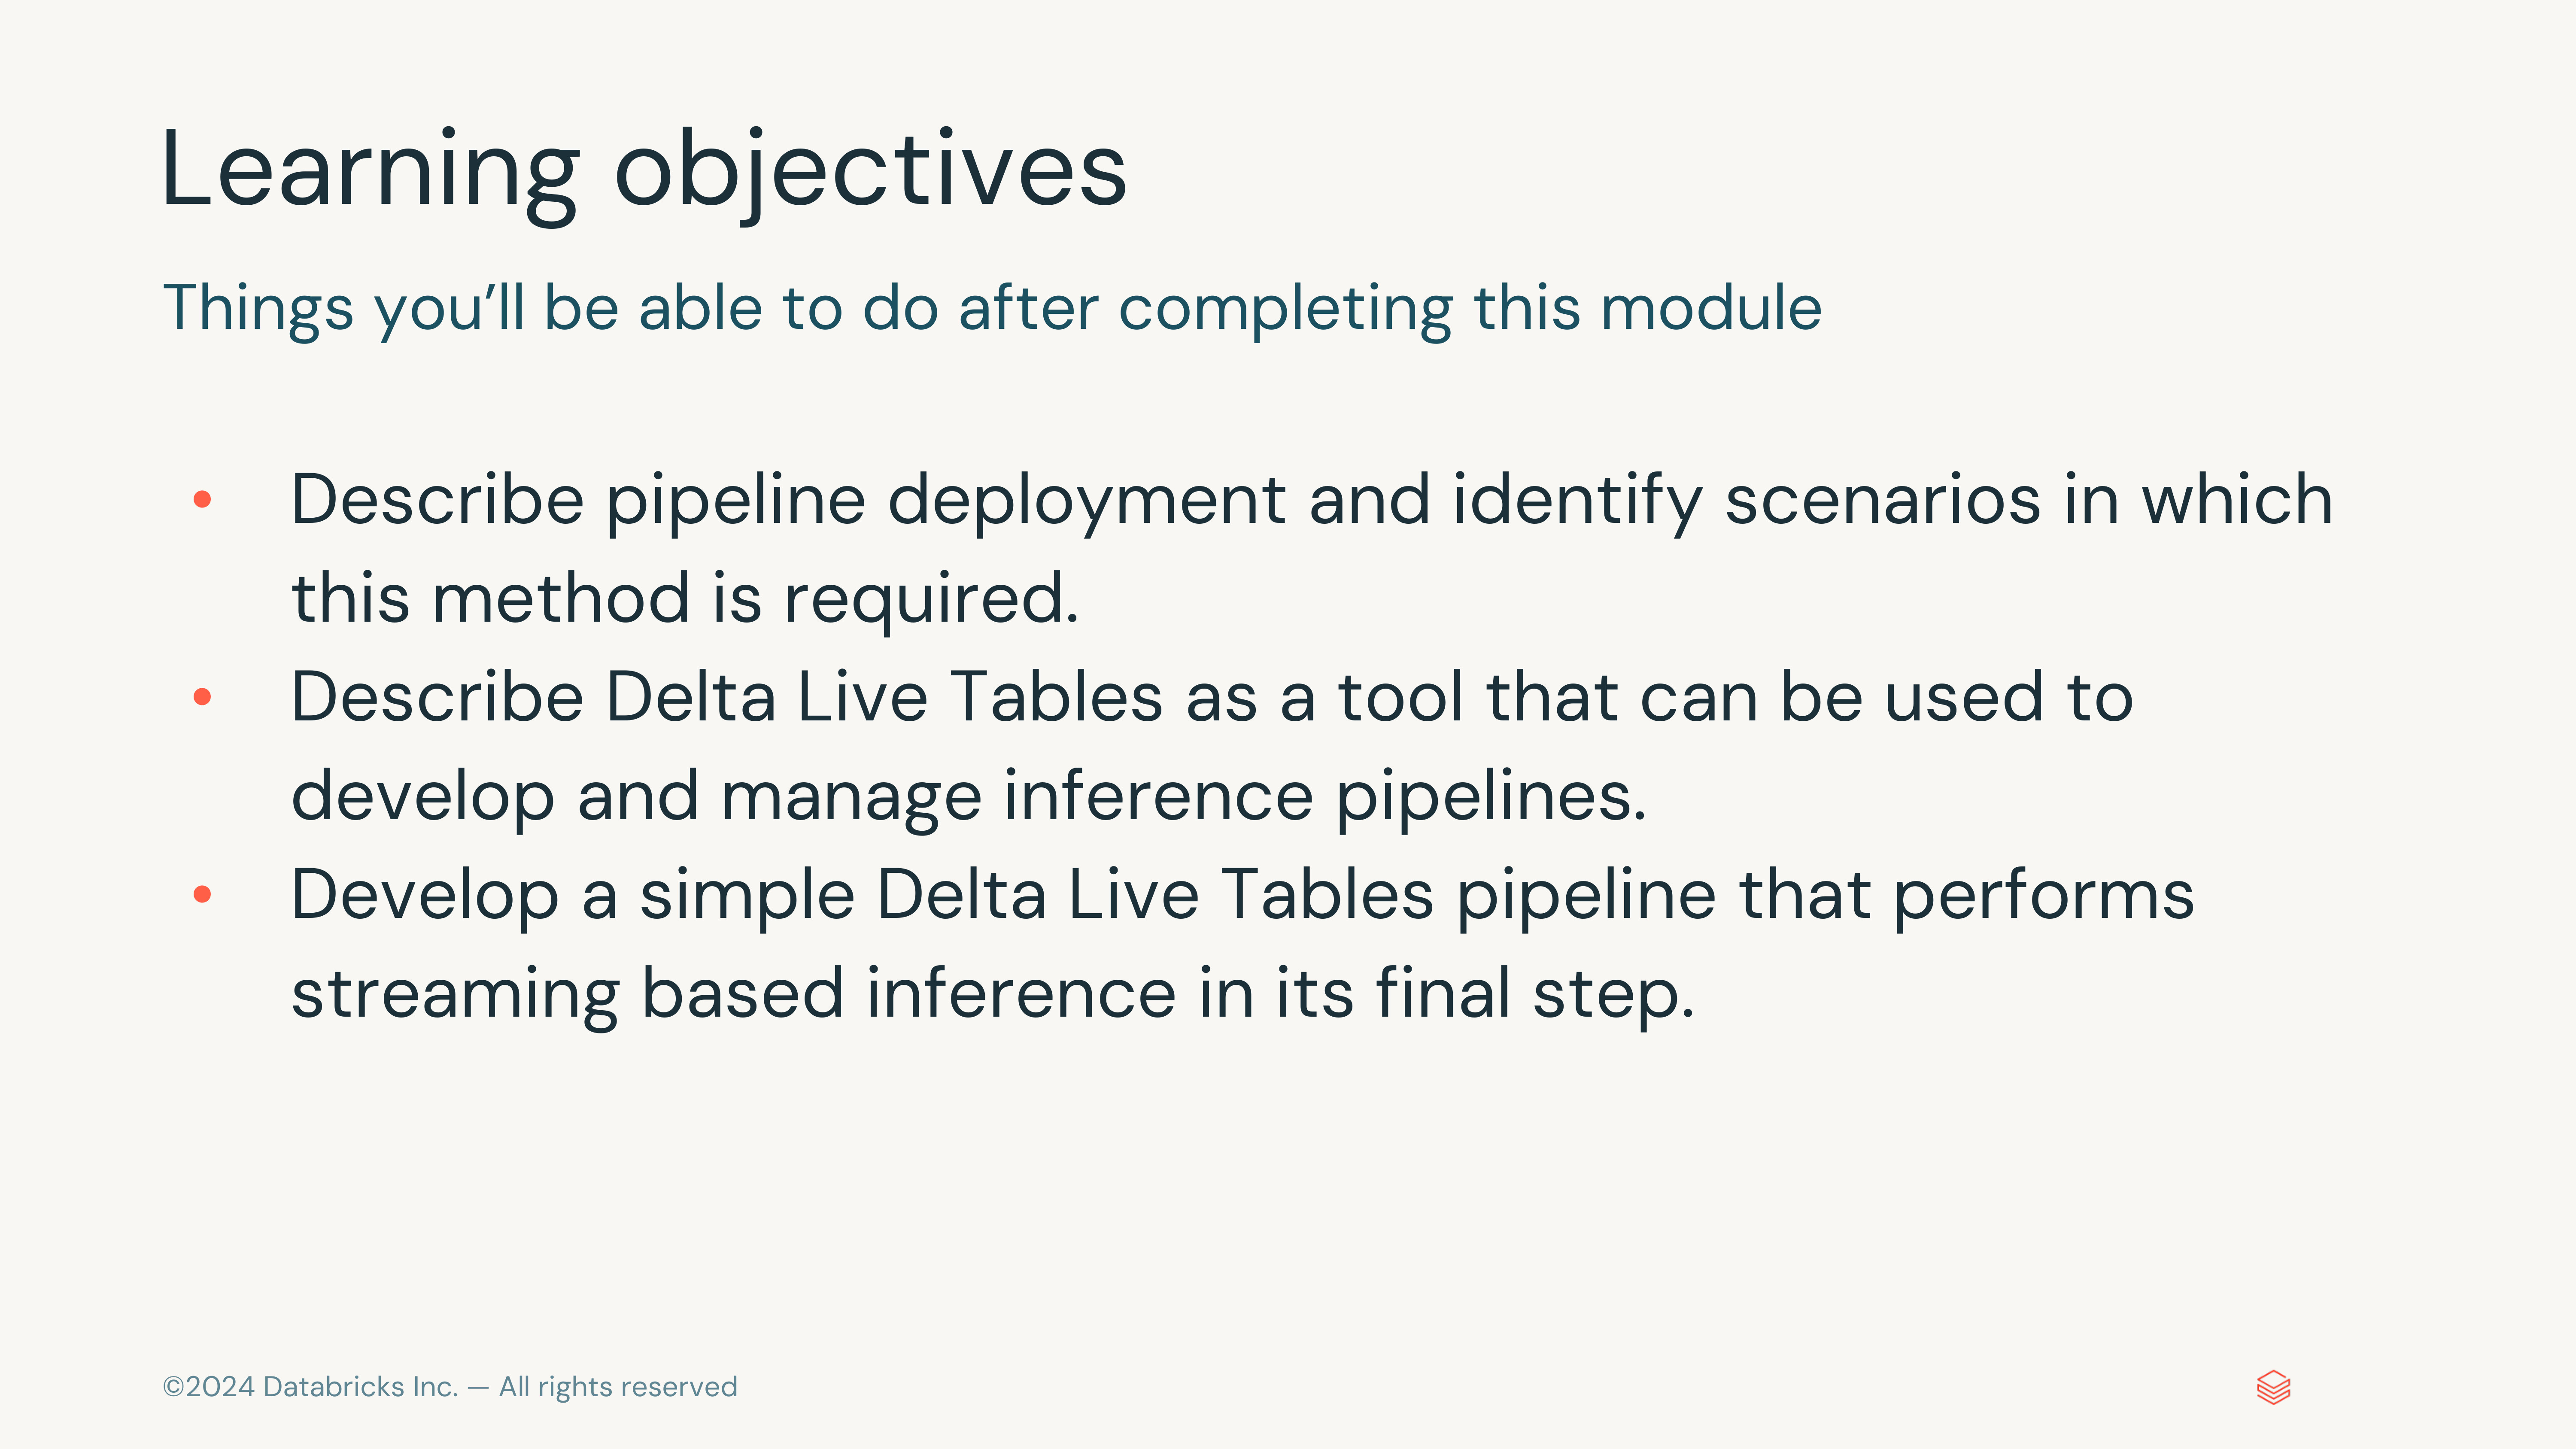 Learning objectives
Things you’ll be able to do after completing this module
• Describe pipeline deployment and identify scenarios in which
this method is required.
• Describe Delta Live Tables as a tool that can be used to
develop and manage inference pipelines.
• Develop a simple Delta Live Tables pipeline that performs
streaming based inference in its final step.
©2024 Databricks Inc. — All rights reserved